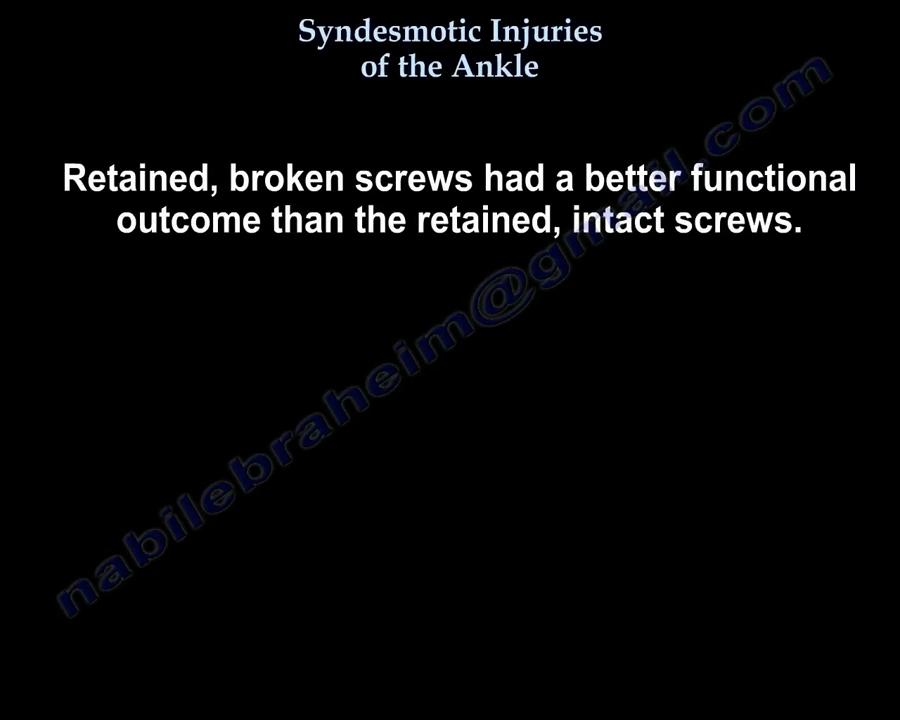 Syndesmotic Injuries
of the Ankle
Retained, broken screws had a better functional
outcome than the retained, intact screws.
nabilebraheim@gmail.com